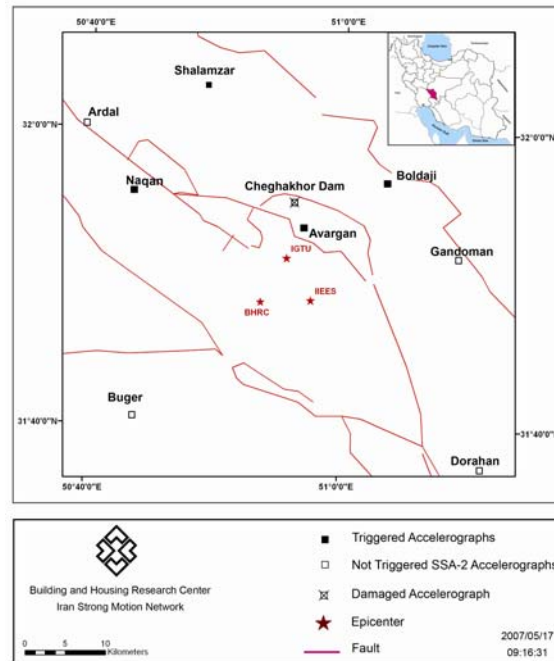 50°40'0"E
51°0'0"E
Shalamzar
Ardal
32°0'0"N
32°0'0"N
Naqan
Cheghakhor Dam
Boldaji
Avargan
IGTU
Gandoman
IIEES
BHRC
Buger
31°40'0"N
31°40'0"N
Dorahan
50°40'0"E
51°0'0"E
Triggered Accelerographs
Not Triggered SSA-2 Accelerographs
Building and Housing Research Center
Iran Strong Motion Network
Damaged Accelerograph
Epicenter
0 2.5 5 10
Kilometers
Fault
2007/05/17
09:16:31